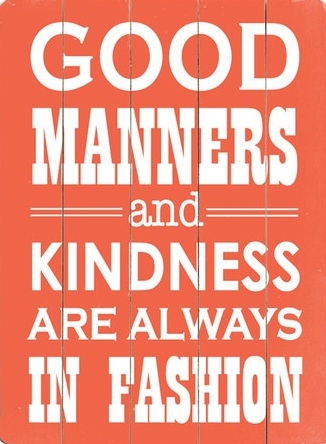 GOOD
MANNERS
and
KINDNESS
ARE ALWAYS
IN FASHION